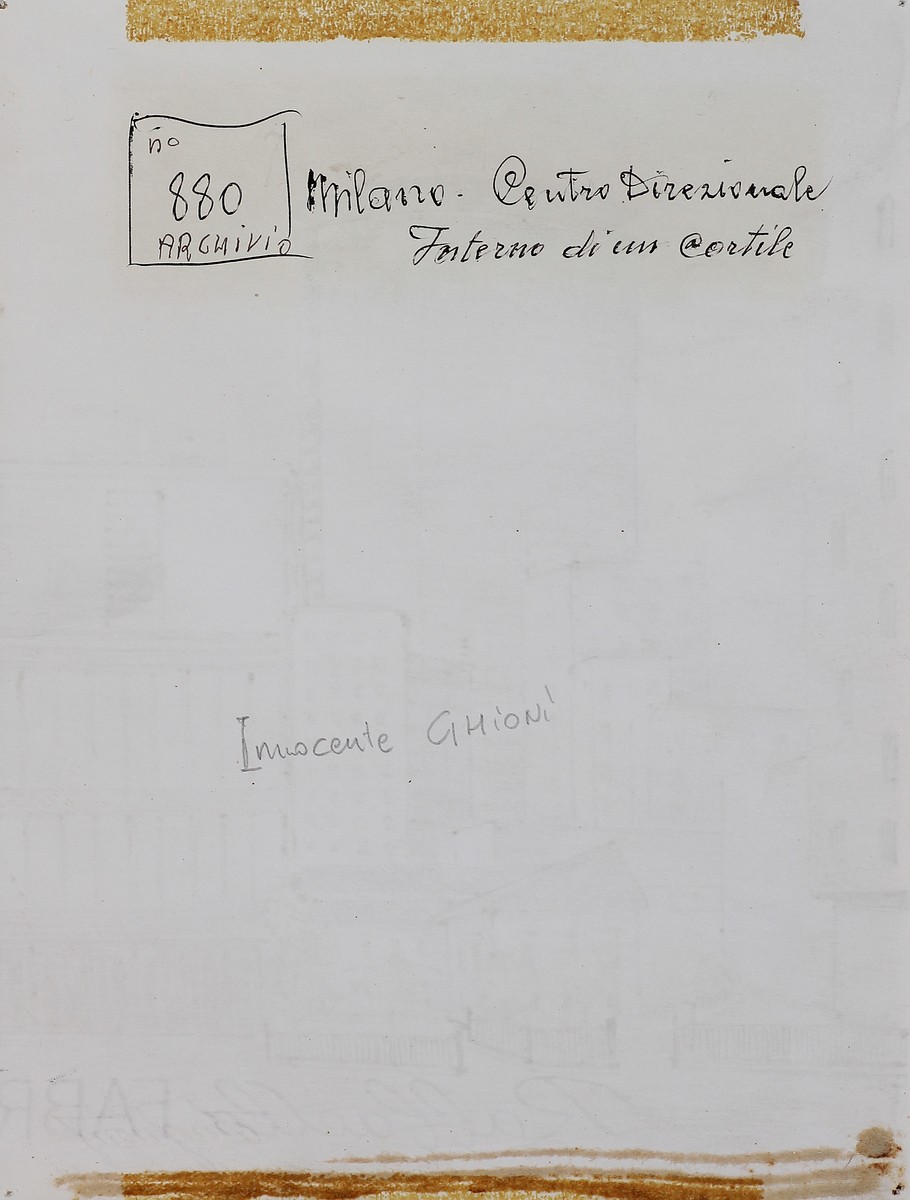 no
880
ARCHIVIO
Milano - Centro Direzionale
Interno di un Cortile
Innocente GHIONI